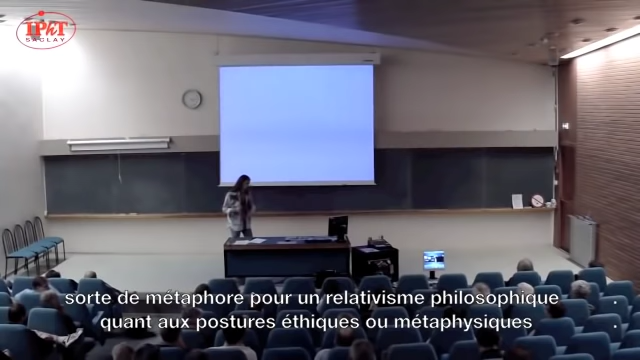 IPhT
SACLAY
sorte de métaphore pour un relativisme philosophique
quant aux postures éthiques ou métaphysiques